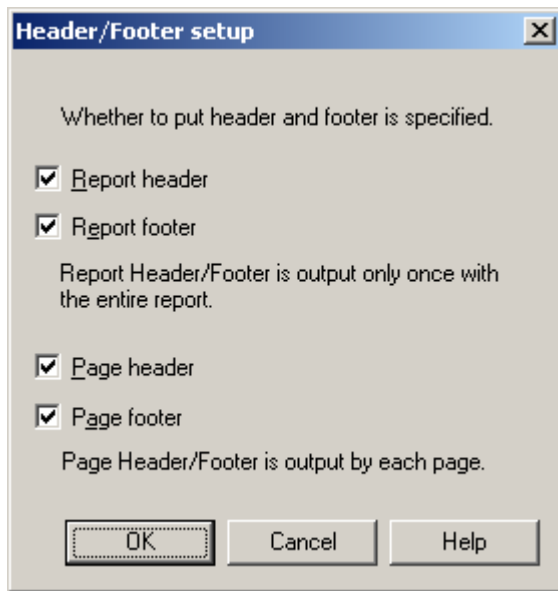 Header/Footer setup
Whether to put header and footer is specified.
Report header
Report footer
Report Header/Footer is output only once with
the entire report.
Page header
Page footer
Page Header/Footer is output by each page.
OK
Cancel
Help